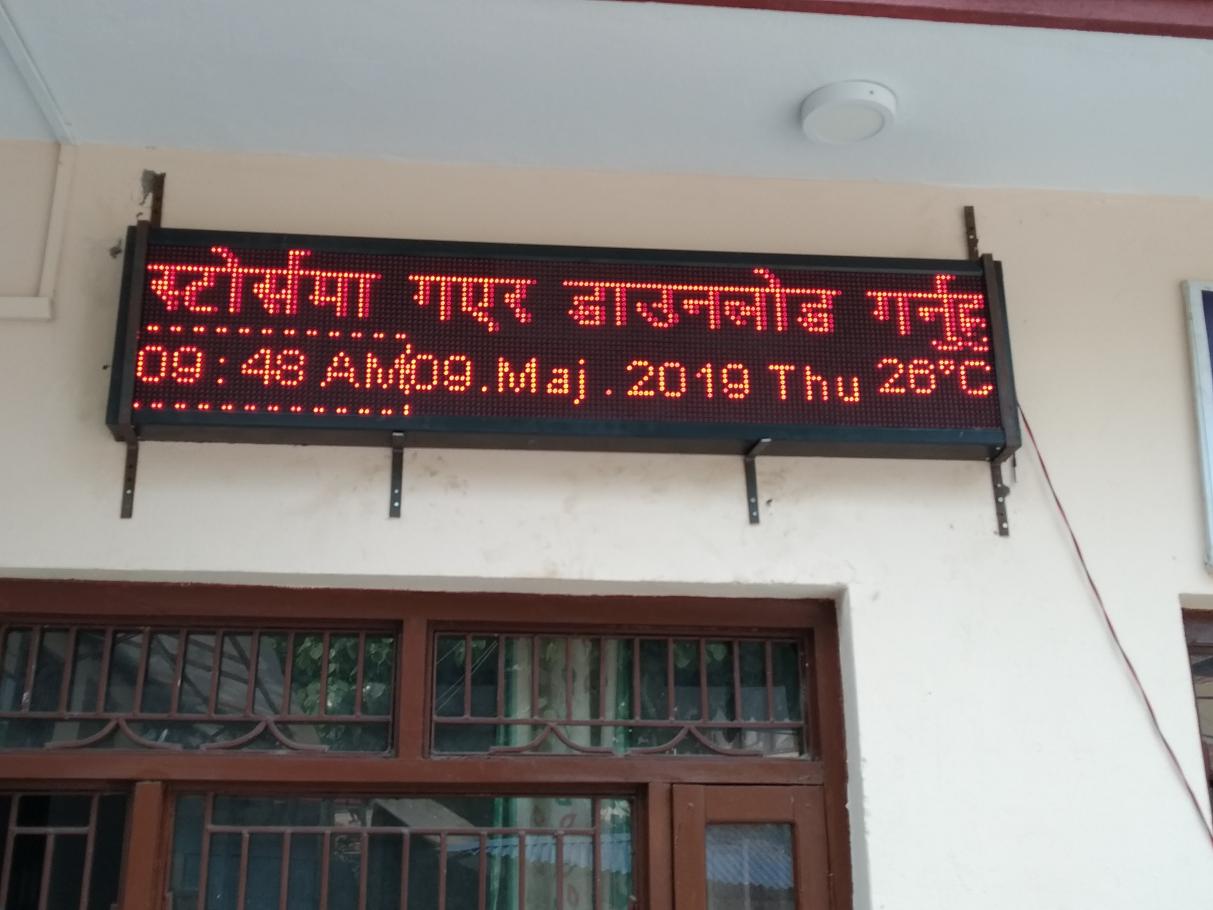 स्टोर्समा गएर डाउनलोड गर्नुह
09:48 AM 09.Maj.2019 Thu 26°C